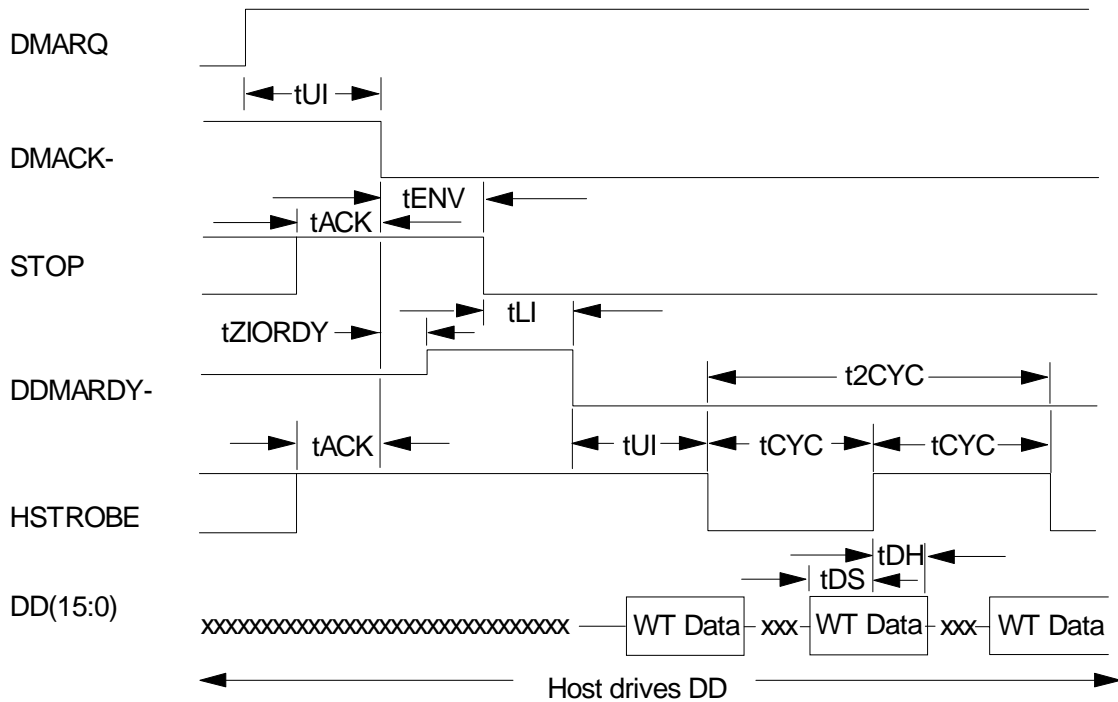 DMARQ
tUI
DMACK-
tENV
tACK
STOP
tLI
tZIORDY
DDMARDY-
t2CYC
tACK
tUI
tCYC
tCYC
HSTROBE
tDH
tDS
DD(15:0)
xxxxxxxxxxxxxxxxxxxxxxxxxxxxxxx
WT Data
xxx
WT Data
xxx
WT Data
Host drives DD